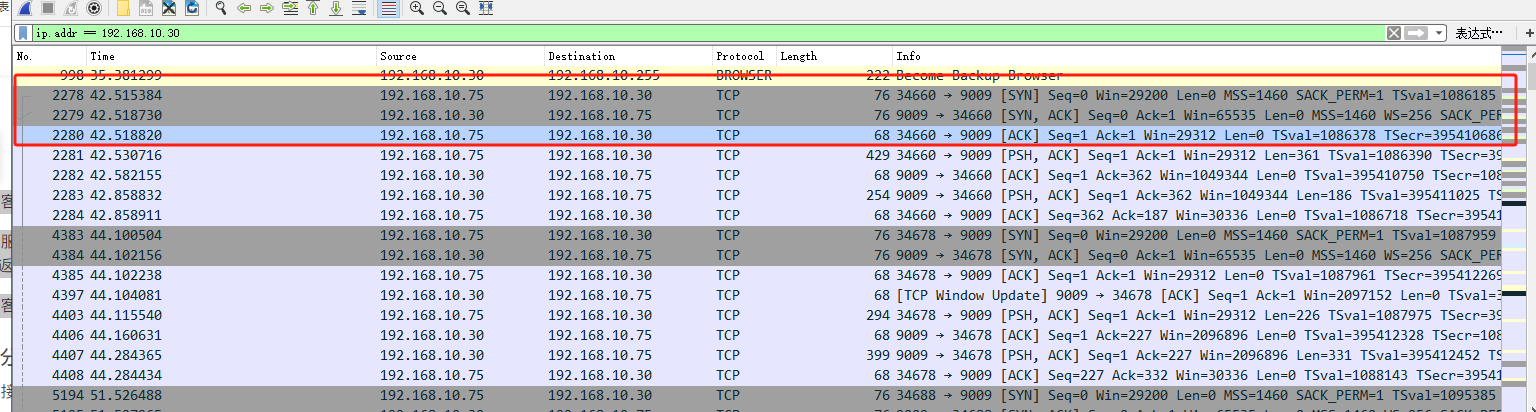 ip.addr == 192.168.10.30 表达式… +
No. Time Source Destination Protocol Length Info
998 35.381299 192.168.10.30 192.168.10.255 BROWSER 222 Become Backup Browser
2278 42.515384 192.168.10.75 192.168.10.30 TCP 76 34660 → 9009 [SYN] Seq=0 Win=29200 Len=0 MSS=1460 SACK_PERM=1 TSval=1086185
2279 42.518730 192.168.10.30 192.168.10.75 TCP 76 9009 → 34660 [SYN, ACK] Seq=0 Ack=1 Win=65535 Len=0 MSS=1460 WS=256 SACK_PER
2280 42.518820 192.168.10.75 192.168.10.30 TCP 68 34660 → 9009 [ACK] Seq=1 Ack=1 Win=29312 Len=0 TSval=1086378 TSecr=395410686
2281 42.530716 192.168.10.75 192.168.10.30 TCP 429 34660 → 9009 [PSH, ACK] Seq=1 Ack=1 Win=29312 Len=361 TSval=1086390 TSecr=39
2282 42.582155 192.168.10.30 192.168.10.75 TCP 68 9009 → 34660 [ACK] Seq=1 Ack=362 Win=1049344 Len=0 TSval=395410750 TSecr=108
2283 42.858832 192.168.10.30 192.168.10.75 TCP 254 9009 → 34660 [PSH, ACK] Seq=1 Ack=362 Win=1049344 Len=186 TSval=395411025 TS
2284 42.858911 192.168.10.75 192.168.10.30 TCP 68 34660 → 9009 [ACK] Seq=362 Ack=187 Win=30336 Len=0 TSval=1086718 TSecr=39541
4383 44.100504 192.168.10.75 192.168.10.30 TCP 76 34678 → 9009 [SYN] Seq=0 Win=29200 Len=0 MSS=1460 SACK_PERM=1 TSval=1087959
4384 44.102156 192.168.10.30 192.168.10.75 TCP 76 9009 → 34678 [SYN, ACK] Seq=0 Ack=1 Win=65535 Len=0 MSS=1460 WS=256 SACK_PER
4385 44.102238 192.168.10.75 192.168.10.30 TCP 68 34678 → 9009 [ACK] Seq=1 Ack=1 Win=29312 Len=0 TSval=1087961 TSecr=395412269
4397 44.104081 192.168.10.30 192.168.10.75 TCP 68 [TCP Window Update] 9009 → 34678 [ACK] Seq=1 Ack=1 Win=2097152 Len=0 TSval=3
4403 44.115540 192.168.10.75 192.168.10.30 TCP 294 34678 → 9009 [PSH, ACK] Seq=1 Ack=1 Win=29312 Len=226 TSval=1087975 TSecr=39
4406 44.160631 192.168.10.30 192.168.10.75 TCP 68 9009 → 34678 [ACK] Seq=1 Ack=227 Win=2096896 Len=0 TSval=395412328 TSecr=108
4407 44.284365 192.168.10.30 192.168.10.75 TCP 399 9009 → 34678 [PSH, ACK] Seq=1 Ack=227 Win=2096896 Len=331 TSval=395412452 TS
4408 44.284434 192.168.10.75 192.168.10.30 TCP 68 34678 → 9009 [ACK] Seq=227 Ack=332 Win=30336 Len=0 TSval=1088143 TSecr=39541
5194 51.526488 192.168.10.75 192.168.10.30 TCP 76 34688 → 9009 [SYN] Seq=0 Win=29200 Len=0 MSS=1460 SACK_PERM=1 TSval=1095385